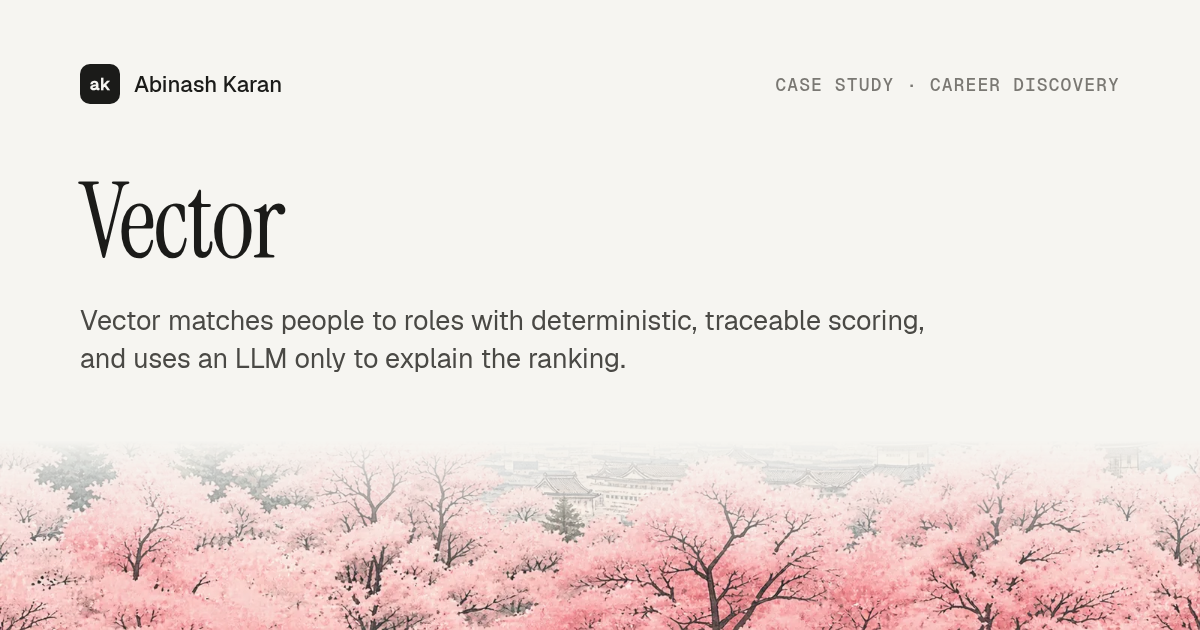 ak Abinash Karan
CASE STUDY · CAREER DISCOVERY
Vector
Vector matches people to roles with deterministic, traceable scoring,
and uses an LLM only to explain the ranking.